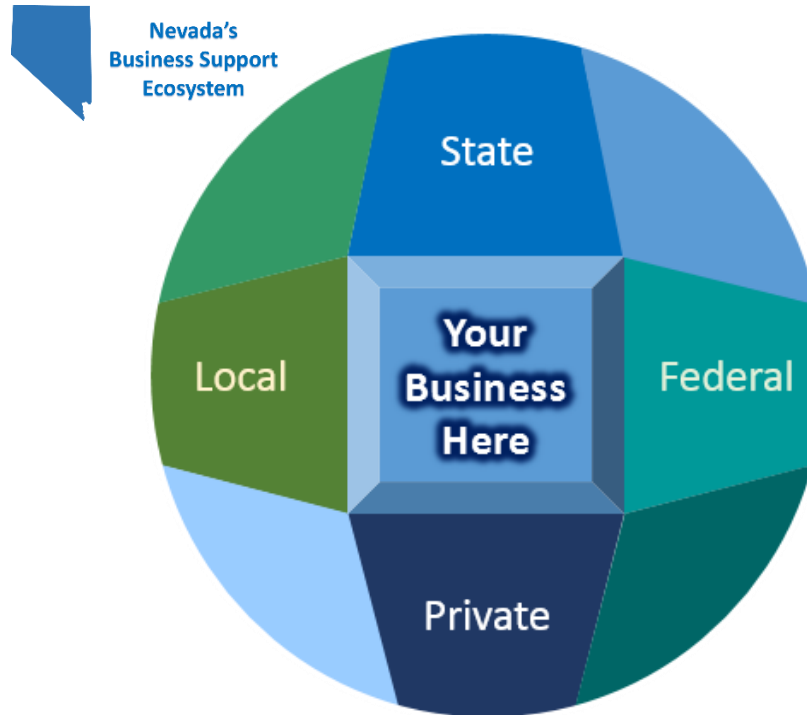 Nevada’s
Business Support
Ecosystem
State
Local
Your
Business
Here
Federal
Private